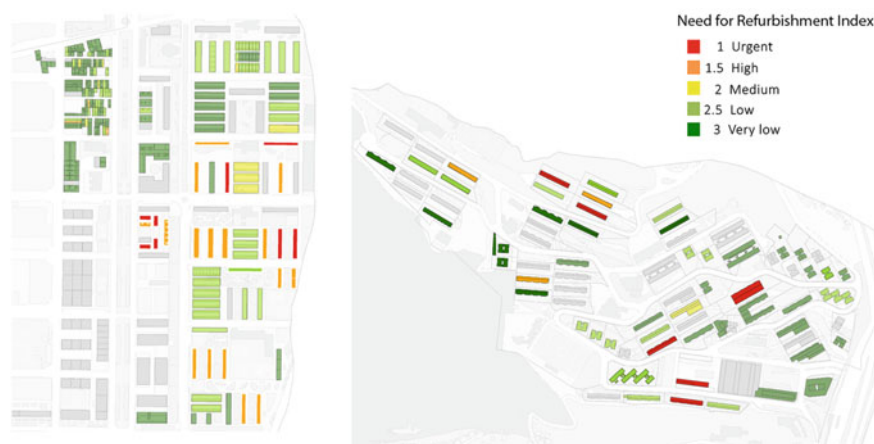 Need for Refurbishment Index
1 Urgent
1.5 High
2 Medium
2.5 Low
3 Very low